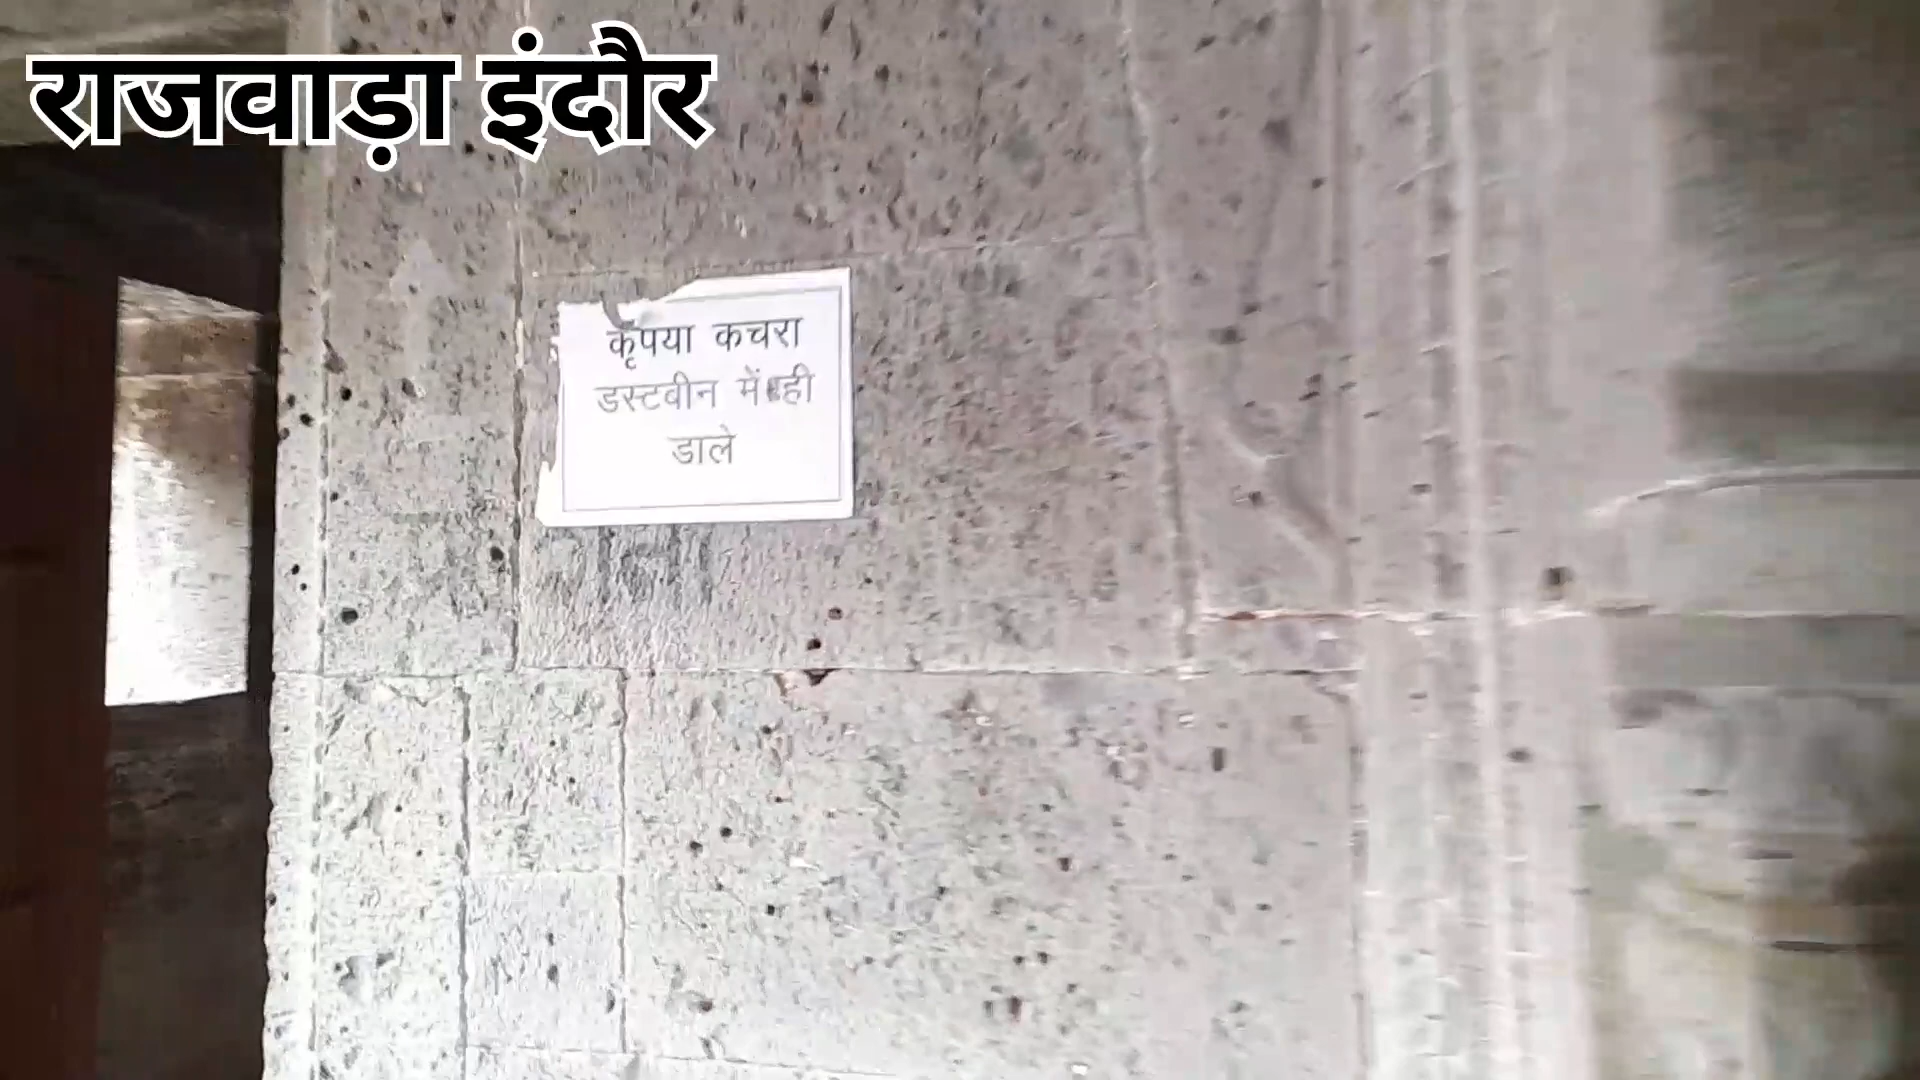 राजवाड़ा इंदौर
कृपया कचरा
डस्टबीन में ही
डाले